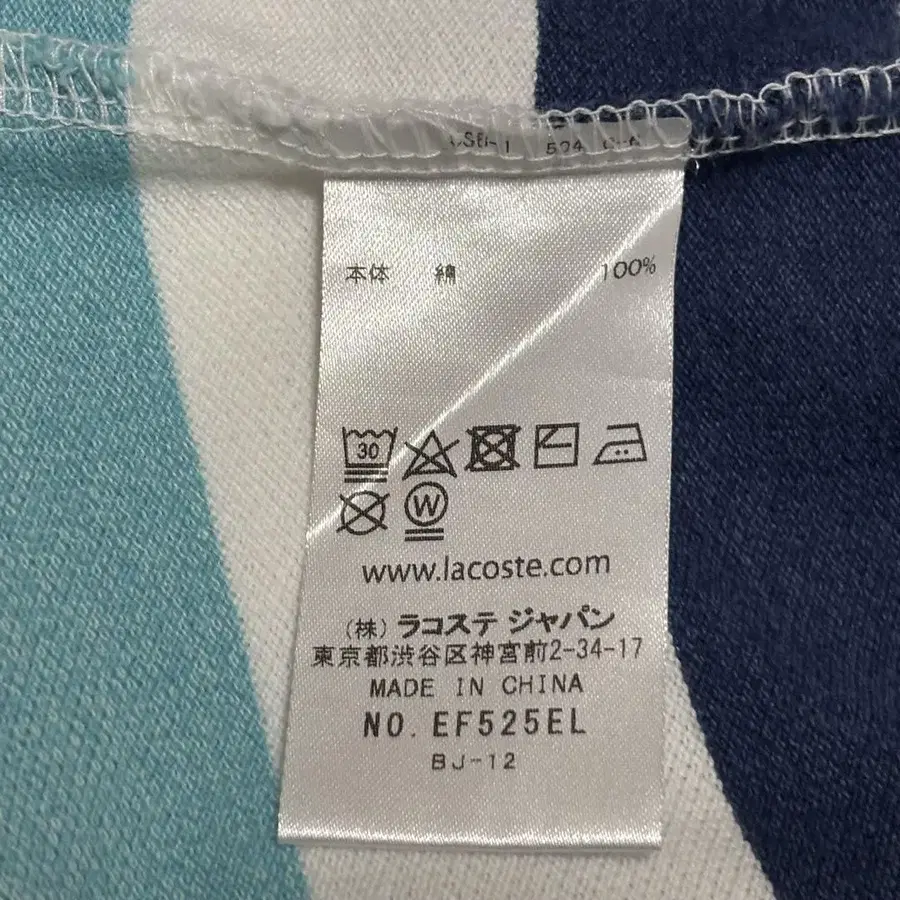 本体 綿 100%
30
W
www.lacoste.com
(株) ラコステ ジャパン
東京都渋谷区神宮前2-34-17
MADE IN CHINA
NO. EF525EL
BJ-12